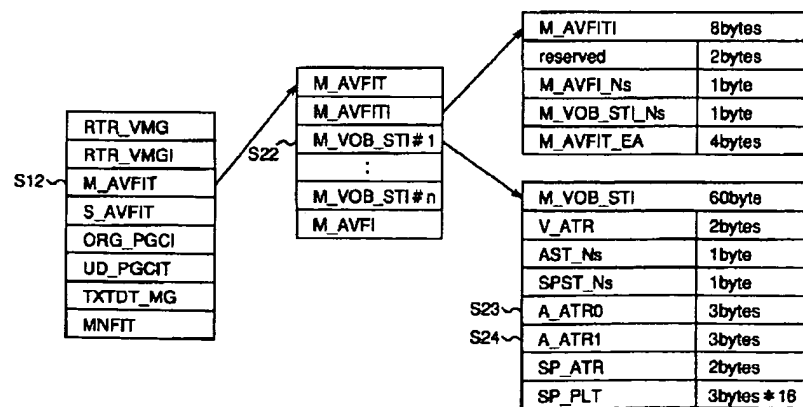 RTR_VMG
RTR_VMGI
S12 M_AVFIT
S_AVFIT
ORG_PGCI
UD_PGCIT
TXTDT_MG
MNFIT
M_AVFIT
M_AVFITI
S22 M_VOB_STI#1
:
M_VOB_STI#n
M_AVFI
M_AVFITI 8bytes
reserved 2bytes
M_AVFI_Ns 1byte
M_VOB_STI_Ns 1byte
M_AVFIT_EA 4bytes
M_VOB_STI 60byte
V_ATR 2bytes
AST_Ns 1byte
SPST_Ns 1byte
S23 A_ATR0 3bytes
S24 A_ATR1 3bytes
SP_ATR 2bytes
SP_PLT 3bytes*16